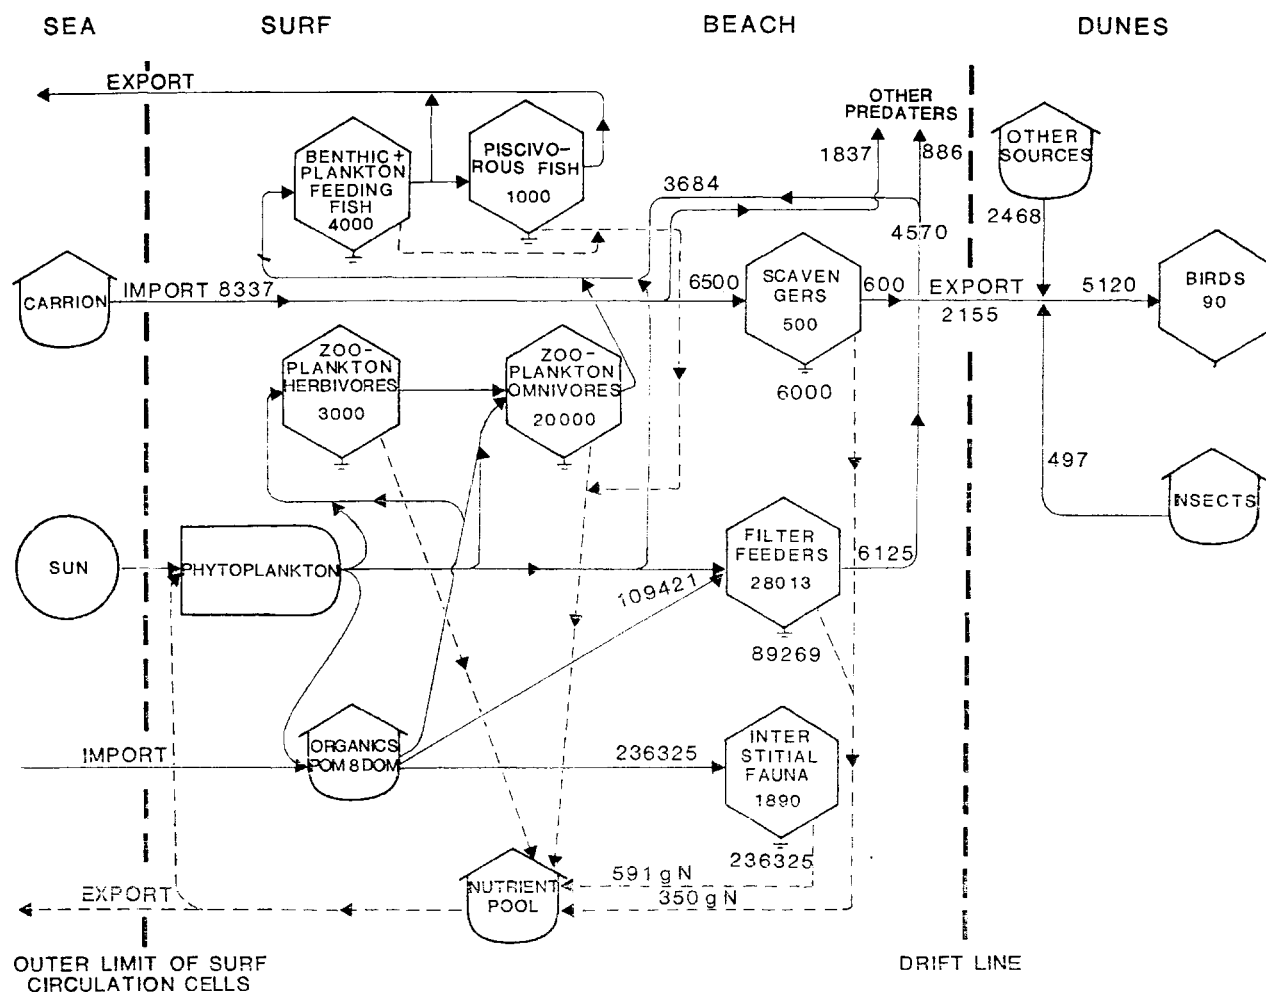 SEA
SURF
BEACH
DUNES
EXPORT
OTHER
PREDATERS
BENTHIC +
PLANKTON
FEEDING
FISH
4000
PISCIVO-
ROUS FISH
1000
1837
886
OTHER
SOURCES
3684
2468
4570
CARRION
IMPORT 8337
6500
SCAVEN
GERS
500
600
EXPORT
2155
5120
BIRDS
90
6000
ZOO-
PLANKTON
HERBIVORES
3000
ZOO-
PLANKTON
OMNIVORES
20000
497
INSECTS
SUN
PHYTOPLANKTON
FILTER
FEEDERS
28013
6125
109421
89269
IMPORT
ORGANICS
POM & DOM
236325
INTER
STITIAL
FAUNA
1890
236325
591 g N
350 g N
EXPORT
NUTRIENT
POOL
OUTER LIMIT OF SURF
CIRCULATION CELLS
DRIFT LINE